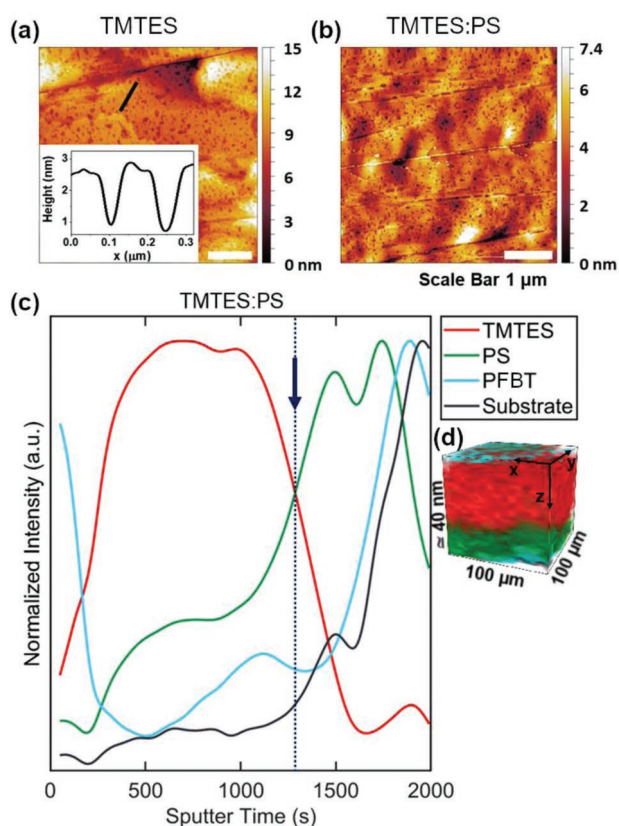 (a) TMTES
15
12
9
6
3
0 nm
Height (nm)
3
2
1
0.0 0.1 0.2 0.3
x (µm)
(b) TMTES:PS
7.4
6
4
2
0 nm
Scale Bar 1 µm
(c) TMTES:PS
Normalized Intensity (a.u.)
0 500 1000 1500 2000
Sputter Time (s)
TMTES
PS
PFBT
Substrate
(d)
x
y
z
≈ 40 nm
100 µm
100 µm